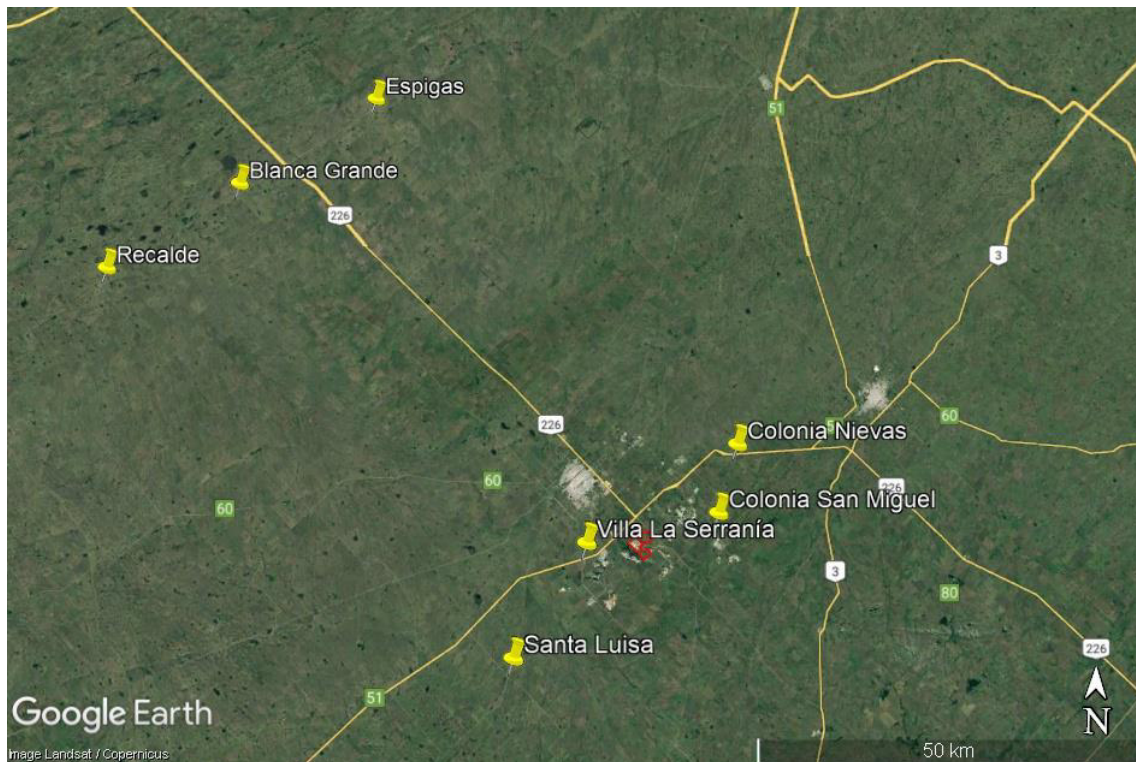 Espigas
51
Blanca Grande
226
Recalde
3
5
60
226
Colonia Nievas
60
226
60
Colonia San Miguel
Villa La Serranía
3
80
Santa Luisa
226
51
N
Google Earth
50 km
Image Landsat / Copernicus